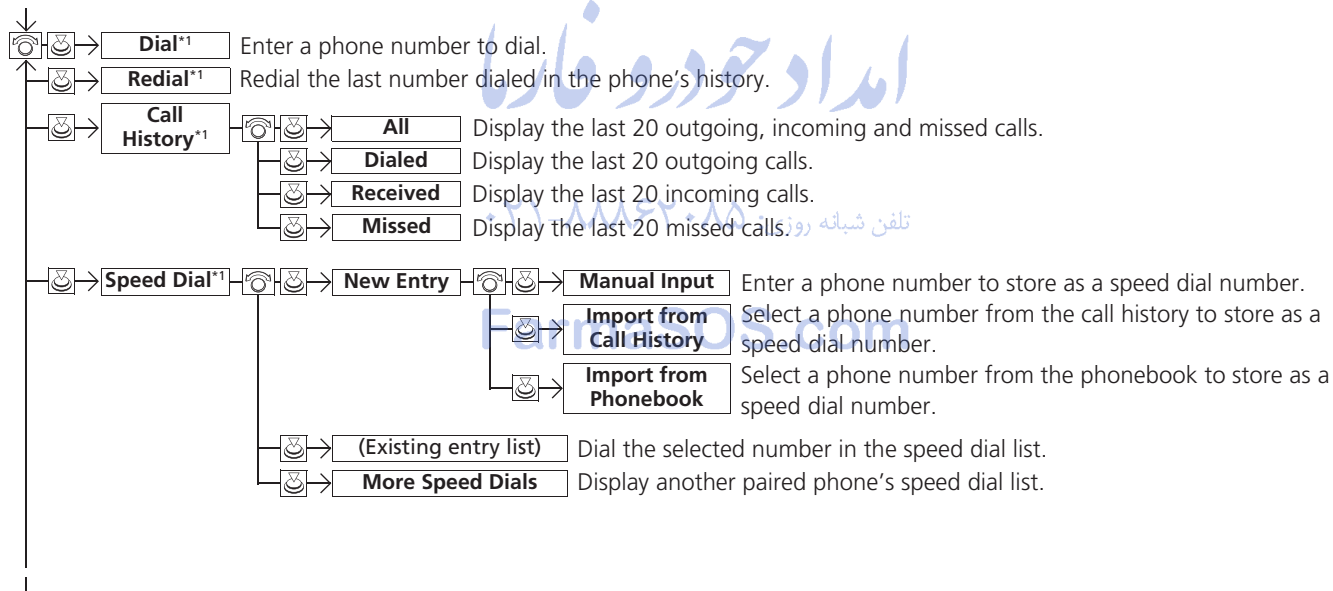 Dial*1 Enter a phone number to dial.
امداد خودرو فارما
Redial*1 Redial the last number dialed in the phone's history.
Call History*1
All Display the last 20 outgoing, incoming and missed calls.
Dialed Display the last 20 outgoing calls.
Received Display the last 20 incoming calls.
Missed Display the last 20 missed calls.
تلفن شبانه روزی: ۸۸۸۶۲۰۸۵-۰۲۱
Speed Dial*1
New Entry
Manual Input Enter a phone number to store as a speed dial number.
Import from Call History
Select a phone number from the call history to store as a
speed dial number.
FarmaSOS.com
Import from Phonebook
Select a phone number from the phonebook to store as a
speed dial number.
(Existing entry list) Dial the selected number in the speed dial list.
More Speed Dials Display another paired phone's speed dial list.